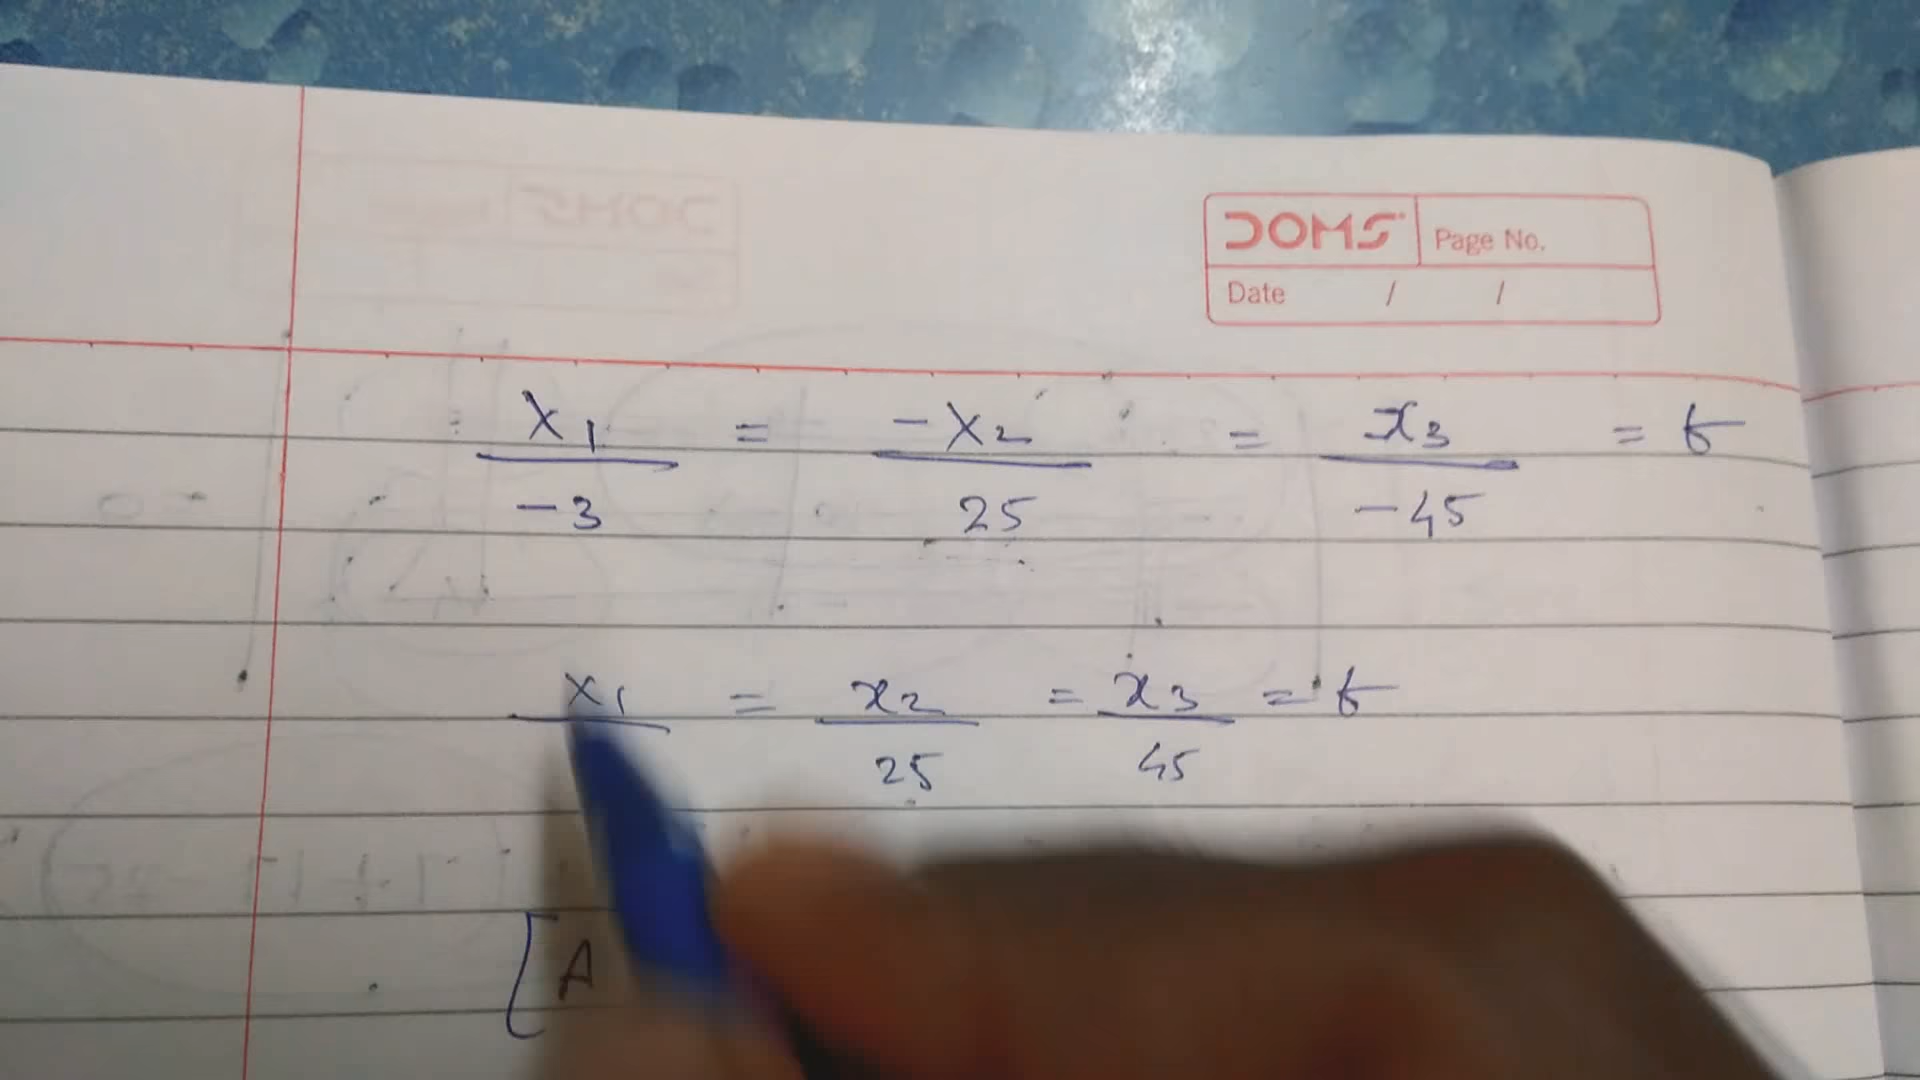 DOMS Page No.
Date / /
X1 / -3 = -X2 / 25 = x3 / -45 = t
x1 = x2 / 25 = x3 / 45 = t
[A